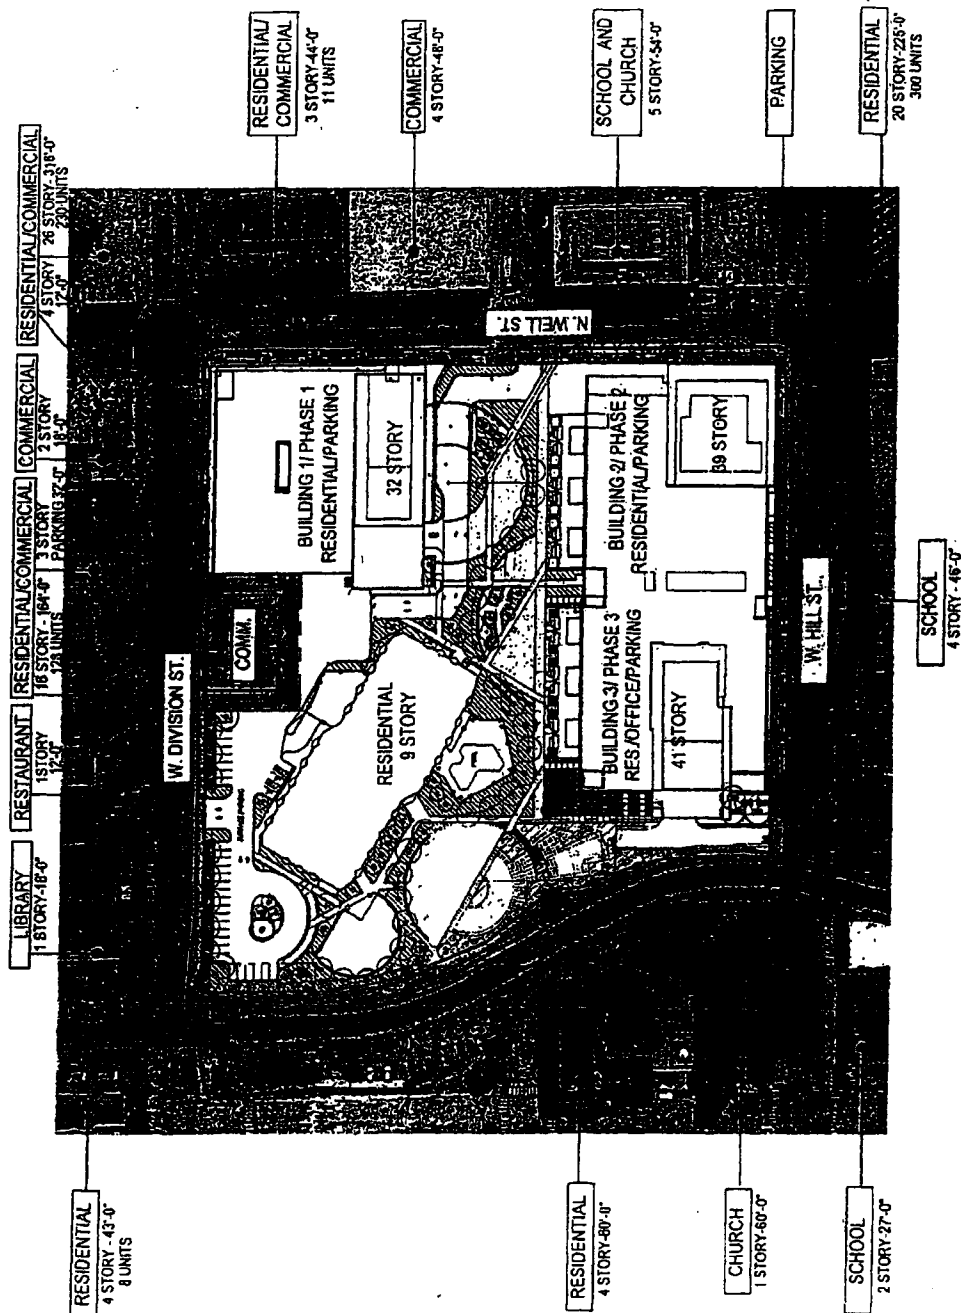 LIBRARY
1 STORY-18'-0"
RESTAURANT
1STORY
12'-0"
RESIDENTIAL/COMMERCIAL
16 STORY - 164'-0"
3 STORY
PARKING 32'-0"
COMMERCIAL
2 STORY
18'-0"
RESIDENTIAL/COMMERCIAL
4 STORY
12'-0"
26 STORY - 316'-0"
230 UNITS
RESIDENTIAL/
COMMERCIAL
3 STORY-44'-0"
11 UNITS
COMMERCIAL
4 STORY-48'-0"
SCHOOL AND
CHURCH
5 STORY-54'-0"
PARKING
RESIDENTIAL
20 STORY-225'-0"
300 UNITS
W. DIVISION ST.
N. WELL ST.
W. HILL ST.
COMM.
BUILDING 1/ PHASE 1
RESIDENTIAL/PARKING
32 STORY
RESIDENTIAL
9 STORY
BUILDING 3/ PHASE 3
RES./OFFICE/PARKING
41 STORY
BUILDING 2/ PHASE 2
RESIDENTIAL/PARKING
39 STORY
RESIDENTIAL
4 STORY - 43'-0"
8 UNITS
RESIDENTIAL
4 STORY-80'-0"
CHURCH
1 STORY-60'-0"
SCHOOL
2 STORY-27'-0"
SCHOOL
4 STORY - 46'-0"